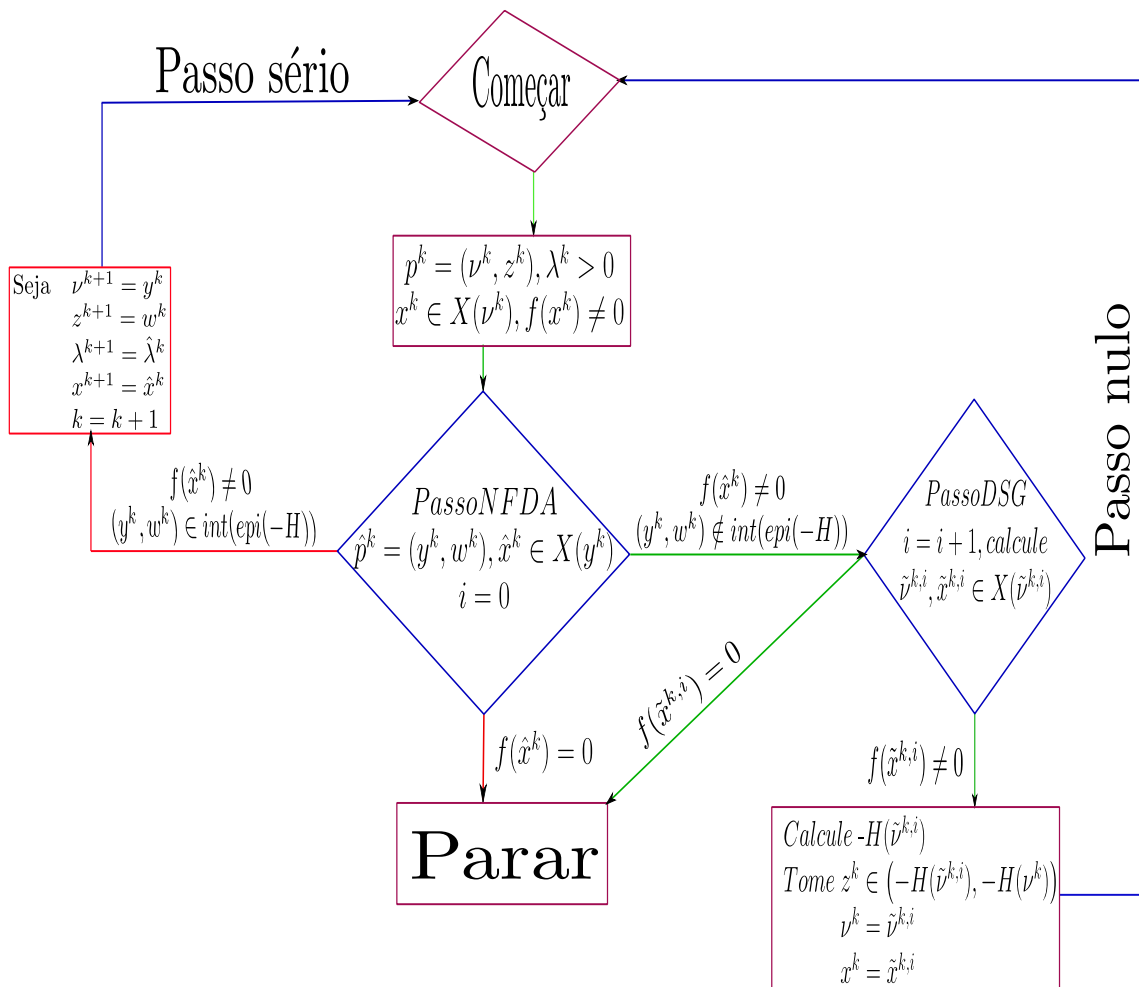 Passo sério
Começar
p^k = (ν^k, z^k), λ^k > 0
x^k ∈ X(ν^k), f(x^k) ≠ 0
Seja ν^{k+1} = y^k
z^{k+1} = w^k
λ^{k+1} = λ̂^k
x^{k+1} = x̂^k
k = k + 1
f(x̂^k) ≠ 0
(y^k, w^k) ∈ int(epi(−H))
PassoNFDA
p̂^k = (y^k, w^k), x̂^k ∈ X(y^k)
i = 0
f(x̂^k) ≠ 0
(y^k, w^k) ∉ int(epi(−H))
PassoDSG
i = i + 1, calcule
ν̃^{k,i}, x̃^{k,i} ∈ X(ν̃^{k,i})
Passo nulo
f(x̃^{k,i}) = 0
f(x̂^k) = 0
f(x̃^{k,i}) ≠ 0
Parar
Calcule -H(ν̃^{k,i})
Tome z^k ∈ (−H(ν̃^{k,i}), −H(ν^k))
ν^k = ν̃^{k,i}
x^k = x̃^{k,i}